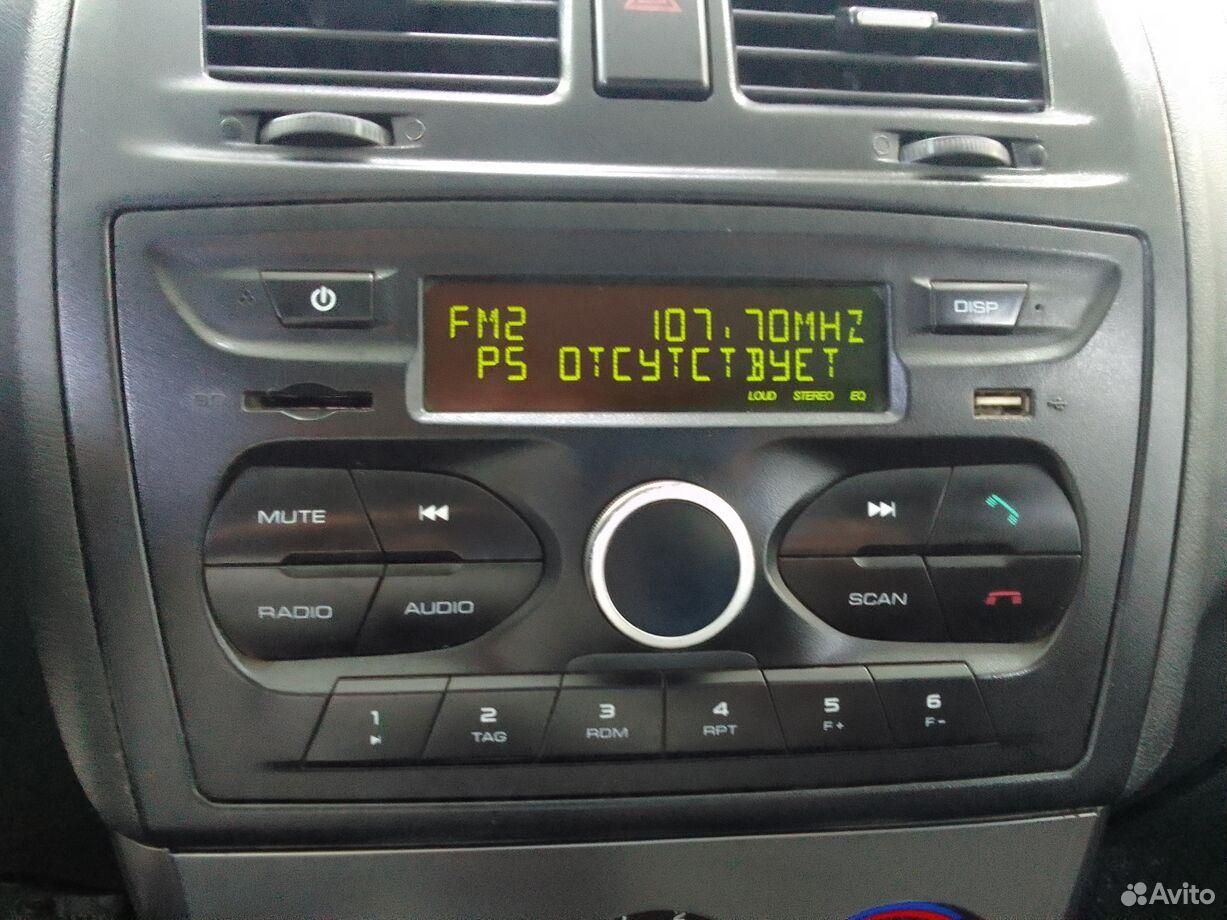 FM2 107.70MHZ
DISP
PS ОТСУТСТВУЕТ
LOUD STEREO EQ
MUTE
SCAN
RADIO
AUDIO
1 2 3 4 5 6
TAG RDM RPT F+ F-
Avito